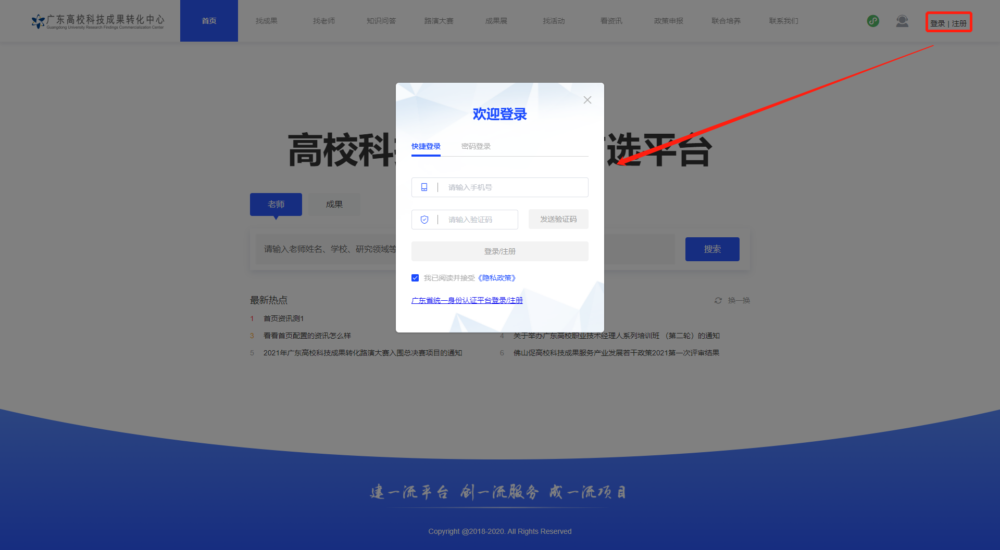 广东高校科技成果转化中心
Guangdong University Research Findings Commercialization Center
首页
找成果
找老师
知识问答
路演大赛
成果展
找活动
看资讯
政策申报
联合培养
联系我们
登录 | 注册
高校科
选平台
欢迎登录
快捷登录
密码登录
请输入手机号
请输入验证码
发送验证码
登录/注册
我已阅读并接受《隐私政策》
广东省统一身份认证平台登录/注册
老师
成果
请输入老师姓名、学校、研究领域等
搜索
最新热点
换一换
1 首页资讯测1
3 看看首页配置的资讯怎么样
4 关于举办广东高校职业技术经理人系列培训班 （第二轮）的通知
5 2021年广东高校科技成果转化路演大赛入围总决赛项目的通知
6 佛山促高校科技成果服务产业发展若干政策2021第一次评审结果
建一流平台 创一流服务 成一流项目
Copyright @2018-2020. All Rights Reserved